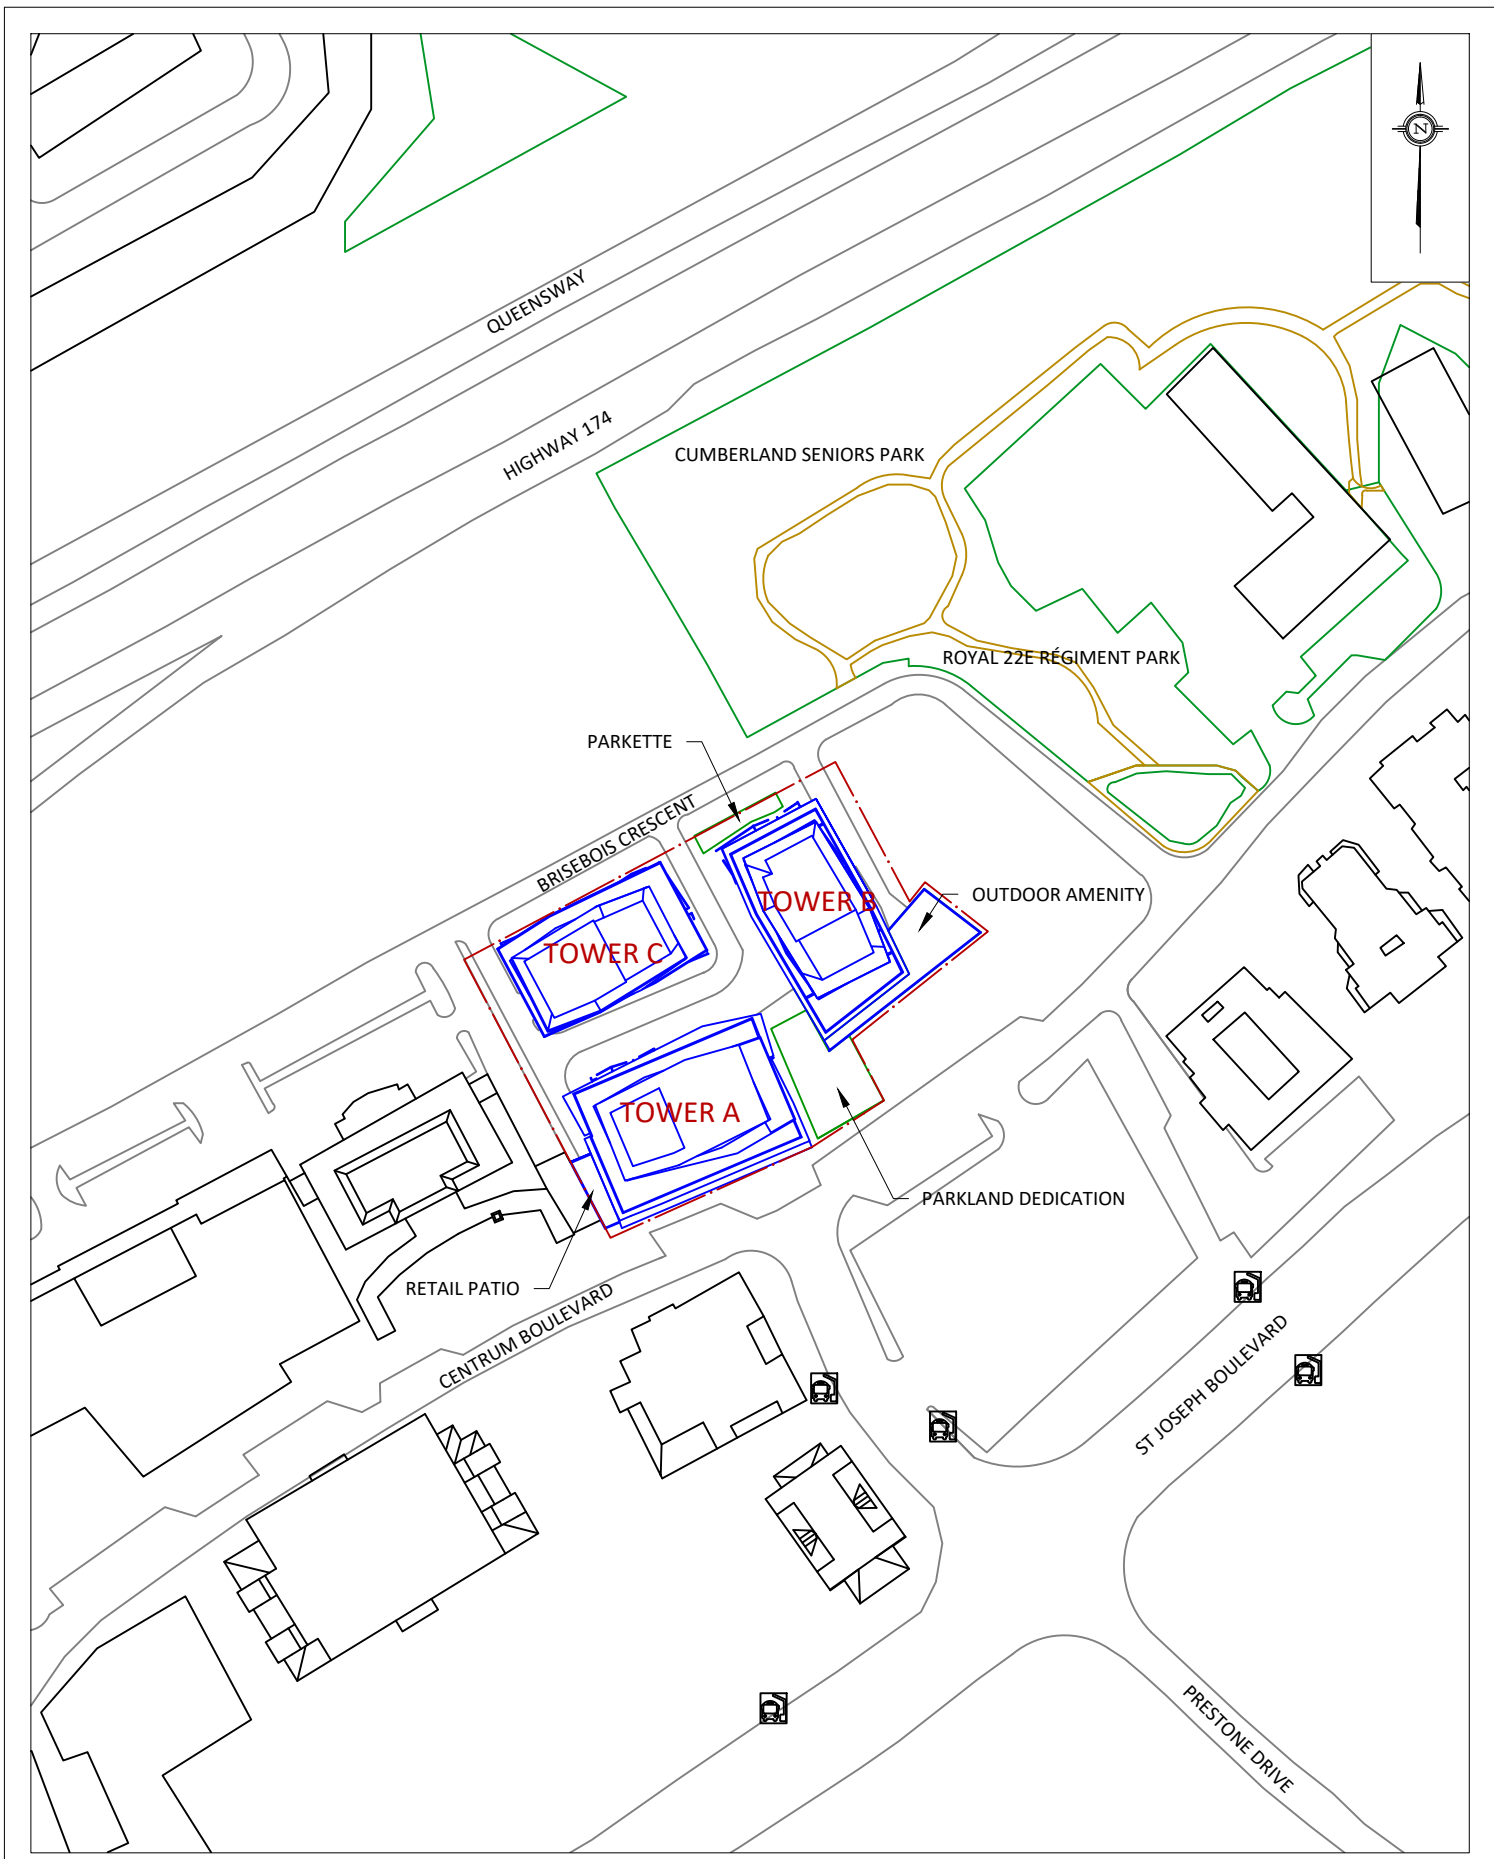 N
QUEENSWAY
HIGHWAY 174
CUMBERLAND SENIORS PARK
ROYAL 22E RÉGIMENT PARK
PARKETTE
BRISEBOIS CRESCENT
TOWER B
OUTDOOR AMENITY
TOWER C
TOWER A
PARKLAND DEDICATION
RETAIL PATIO
CENTRUM BOULEVARD
ST JOSEPH BOULEVARD
PRESTONE DRIVE